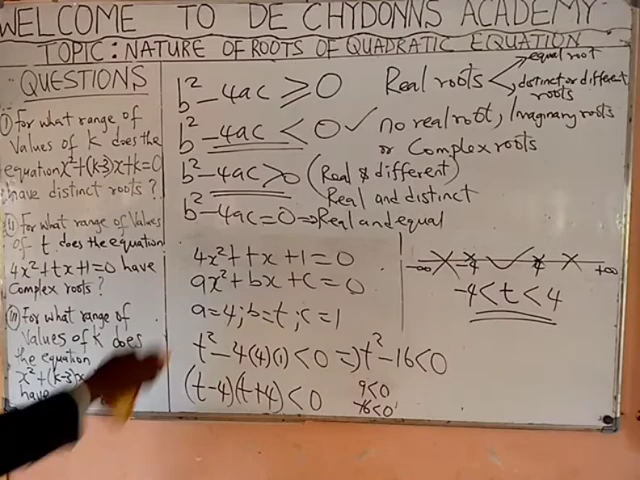 WELCOME TO DE CHYDONNS ACADEMY
TOPIC: NATURE OF ROOTS OF QUADRATIC EQUATION
QUESTIONS
(i) For what range of
values of k does the
equation x²+(k-3)x+k=0
have distinct roots?
(ii) For what range of values
of t does the equation
4x²+tx+1=0 have
complex roots?
(iii) For what range of
values of k does
the equation
x²+(k-3)x
have
b²-4ac ≥ 0
b²-4ac < 0 ✓
b²-4ac > 0 (Real & different)
Real and distinct
b²-4ac = 0 ⇒ Real and equal
Real roots
equal root
distinct or different
roots
no real root, Imaginary roots
or Complex roots
4x²+tx+1=0
ax²+bx+c=0
a=4; b=t; c=1
t²-4(4)(1)<0 ⇒ t²-16<0
(t-4)(t+4)<0
9<0
-16<0
-∞ -4 4 +∞
-4<t<4